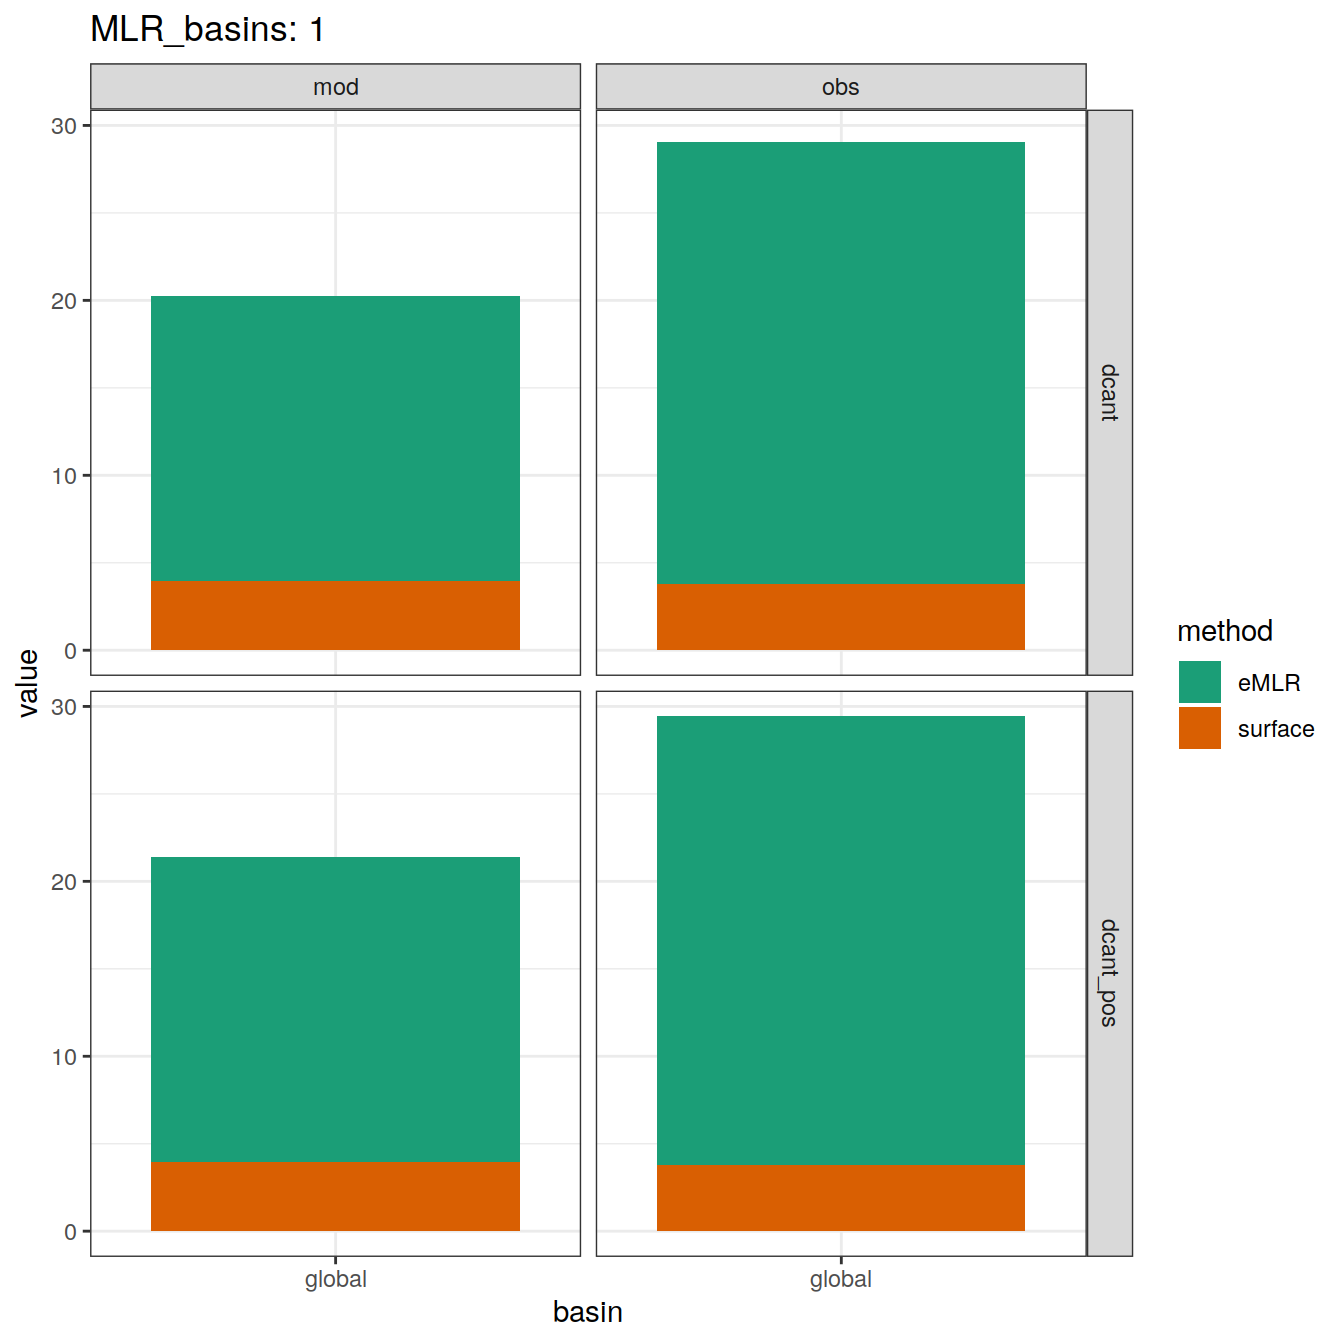 MLR_basins: 1
mod
obs
30
20
10
0
dcant
value
30
20
10
0
dcant_pos
global
global
basin
method
eMLR
surface